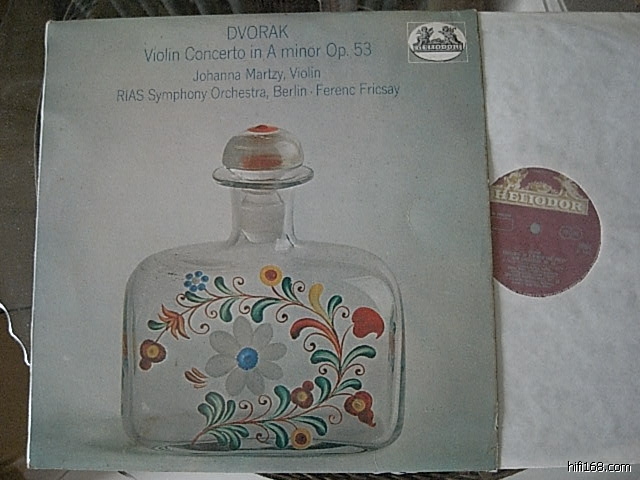 DVORAK
Violin Concerto in A minor Op. 53
Johanna Martzy, Violin
RIAS Symphony Orchestra, Berlin · Ferenc Fricsay
HELIODOR
HELIODOR
hifi168.com